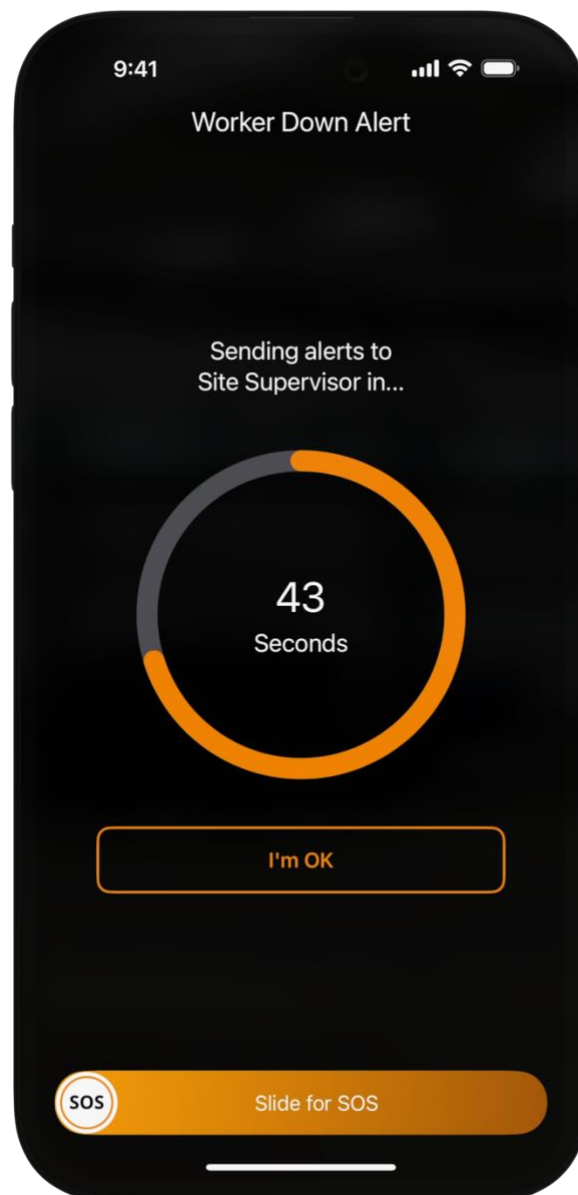 9:41
Worker Down Alert
Sending alerts to
Site Supervisor in...
43
Seconds
I'm OK
SOS
Slide for SOS